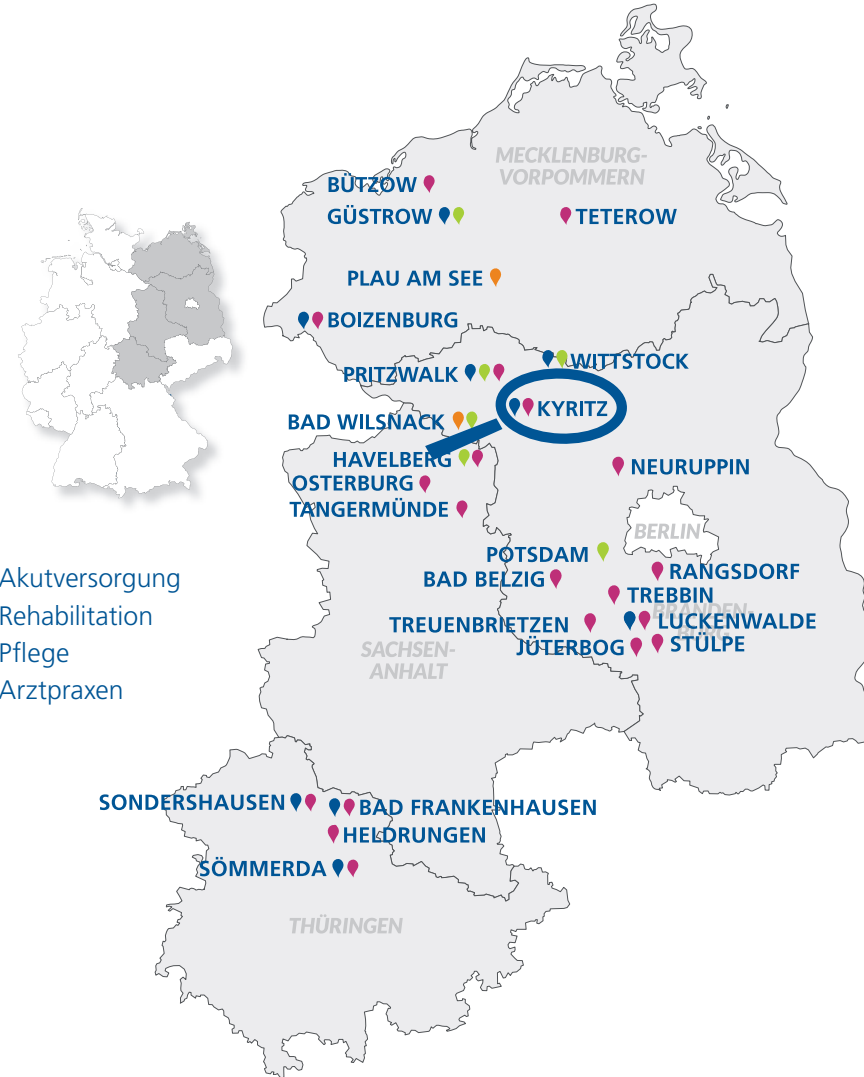 MECKLENBURG-
VORPOMMERN
BÜTZOW
GÜSTROW
TETEROW
PLAU AM SEE
BOIZENBURG
WITTSTOCK
PRITZWALK
KYRITZ
BAD WILSNACK
HAVELBERG
NEURUPPIN
OSTERBURG
TANGERMÜNDE
BERLIN
POTSDAM
RANGSDORF
BAD BELZIG
TREBBIN
BRANDEN-
BURG
TREUENBRIETZEN
LUCKENWALDE
JÜTERBOG
STÜLPE
SACHSEN-
ANHALT
Akutversorgung
Rehabilitation
Pflege
Arztpraxen
SONDERSHAUSEN
BAD FRANKENHAUSEN
HELDRUNGEN
SÖMMERDA
THÜRINGEN